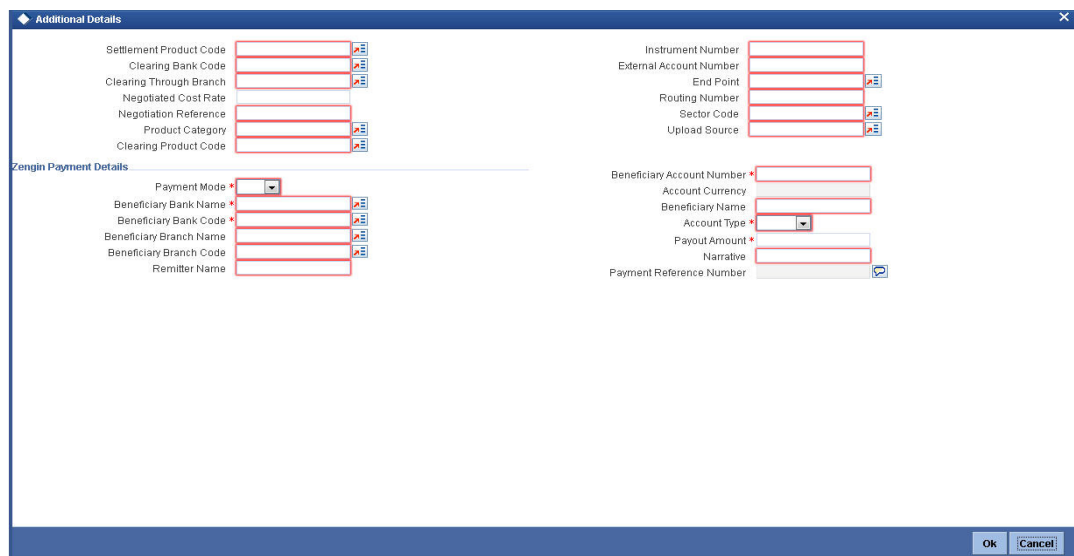 Additional Details
Settlement Product Code
Clearing Bank Code
Clearing Through Branch
Negotiated Cost Rate
Negotiation Reference
Product Category
Clearing Product Code
Instrument Number
External Account Number
End Point
Routing Number
Sector Code
Upload Source
Zengin Payment Details
Payment Mode *
Beneficiary Bank Name *
Beneficiary Bank Code *
Beneficiary Branch Name
Beneficiary Branch Code
Remitter Name
Beneficiary Account Number *
Account Currency
Beneficiary Name
Account Type *
Payout Amount *
Narrative
Payment Reference Number
Ok Cancel